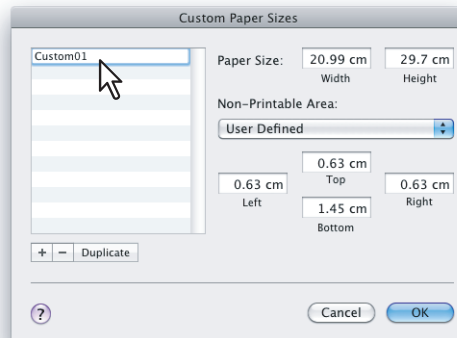 Custom Paper Sizes
Custom01
Paper Size:
20.99 cm
29.7 cm
Width
Height
Non-Printable Area:
User Defined
0.63 cm
Top
0.63 cm
0.63 cm
Left
Right
1.45 cm
Bottom
+ − Duplicate
?
Cancel
OK